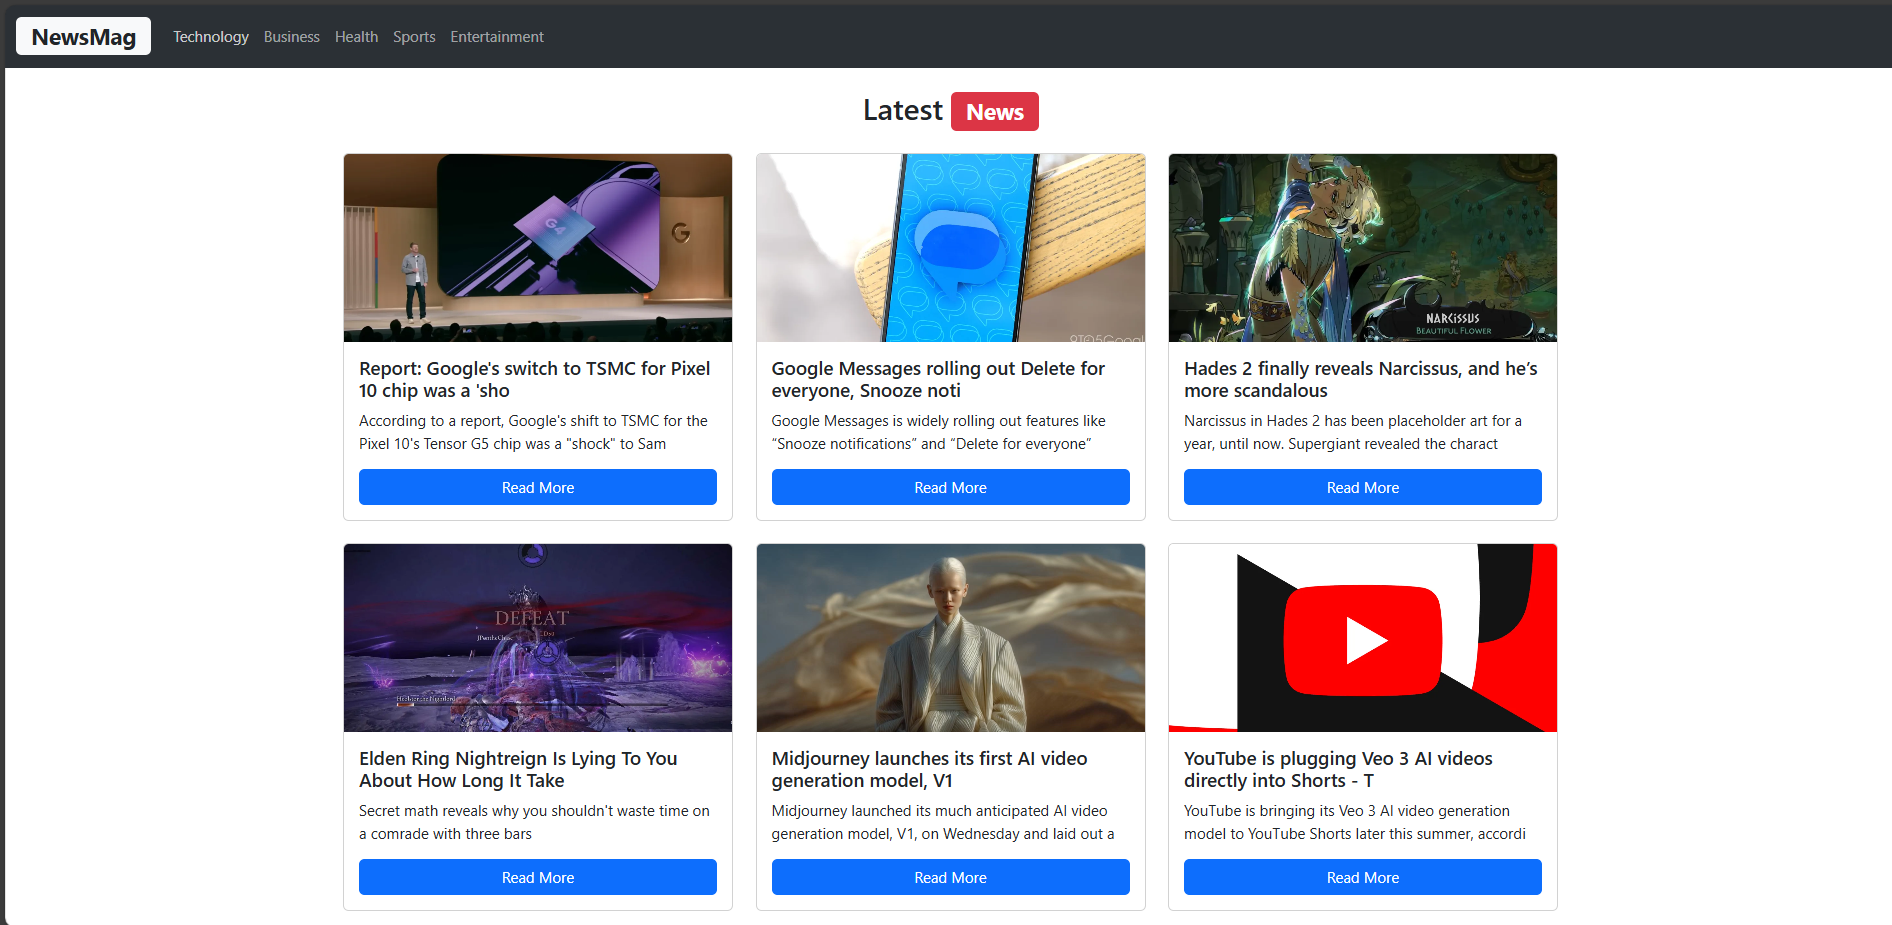 NewsMag Technology Business Health Sports Entertainment
Latest News
G4
G
9TO5Google
NARCISSUS
BEAUTIFUL FLOWER
Report: Google's switch to TSMC for Pixel
10 chip was a 'sho
According to a report, Google's shift to TSMC for the
Pixel 10's Tensor G5 chip was a "shock" to Sam
Read More
Google Messages rolling out Delete for
everyone, Snooze noti
Google Messages is widely rolling out features like
“Snooze notifications” and “Delete for everyone”
Read More
Hades 2 finally reveals Narcissus, and he’s
more scandalous
Narcissus in Hades 2 has been placeholder art for a
year, until now. Supergiant revealed the charact
Read More
DEFEAT
Elden Ring Nightreign Is Lying To You
About How Long It Take
Secret math reveals why you shouldn't waste time on
a comrade with three bars
Read More
Midjourney launches its first AI video
generation model, V1
Midjourney launched its much anticipated AI video
generation model, V1, on Wednesday and laid out a
Read More
YouTube is plugging Veo 3 AI videos
directly into Shorts - T
YouTube is bringing its Veo 3 AI video generation
model to YouTube Shorts later this summer, accordi
Read More